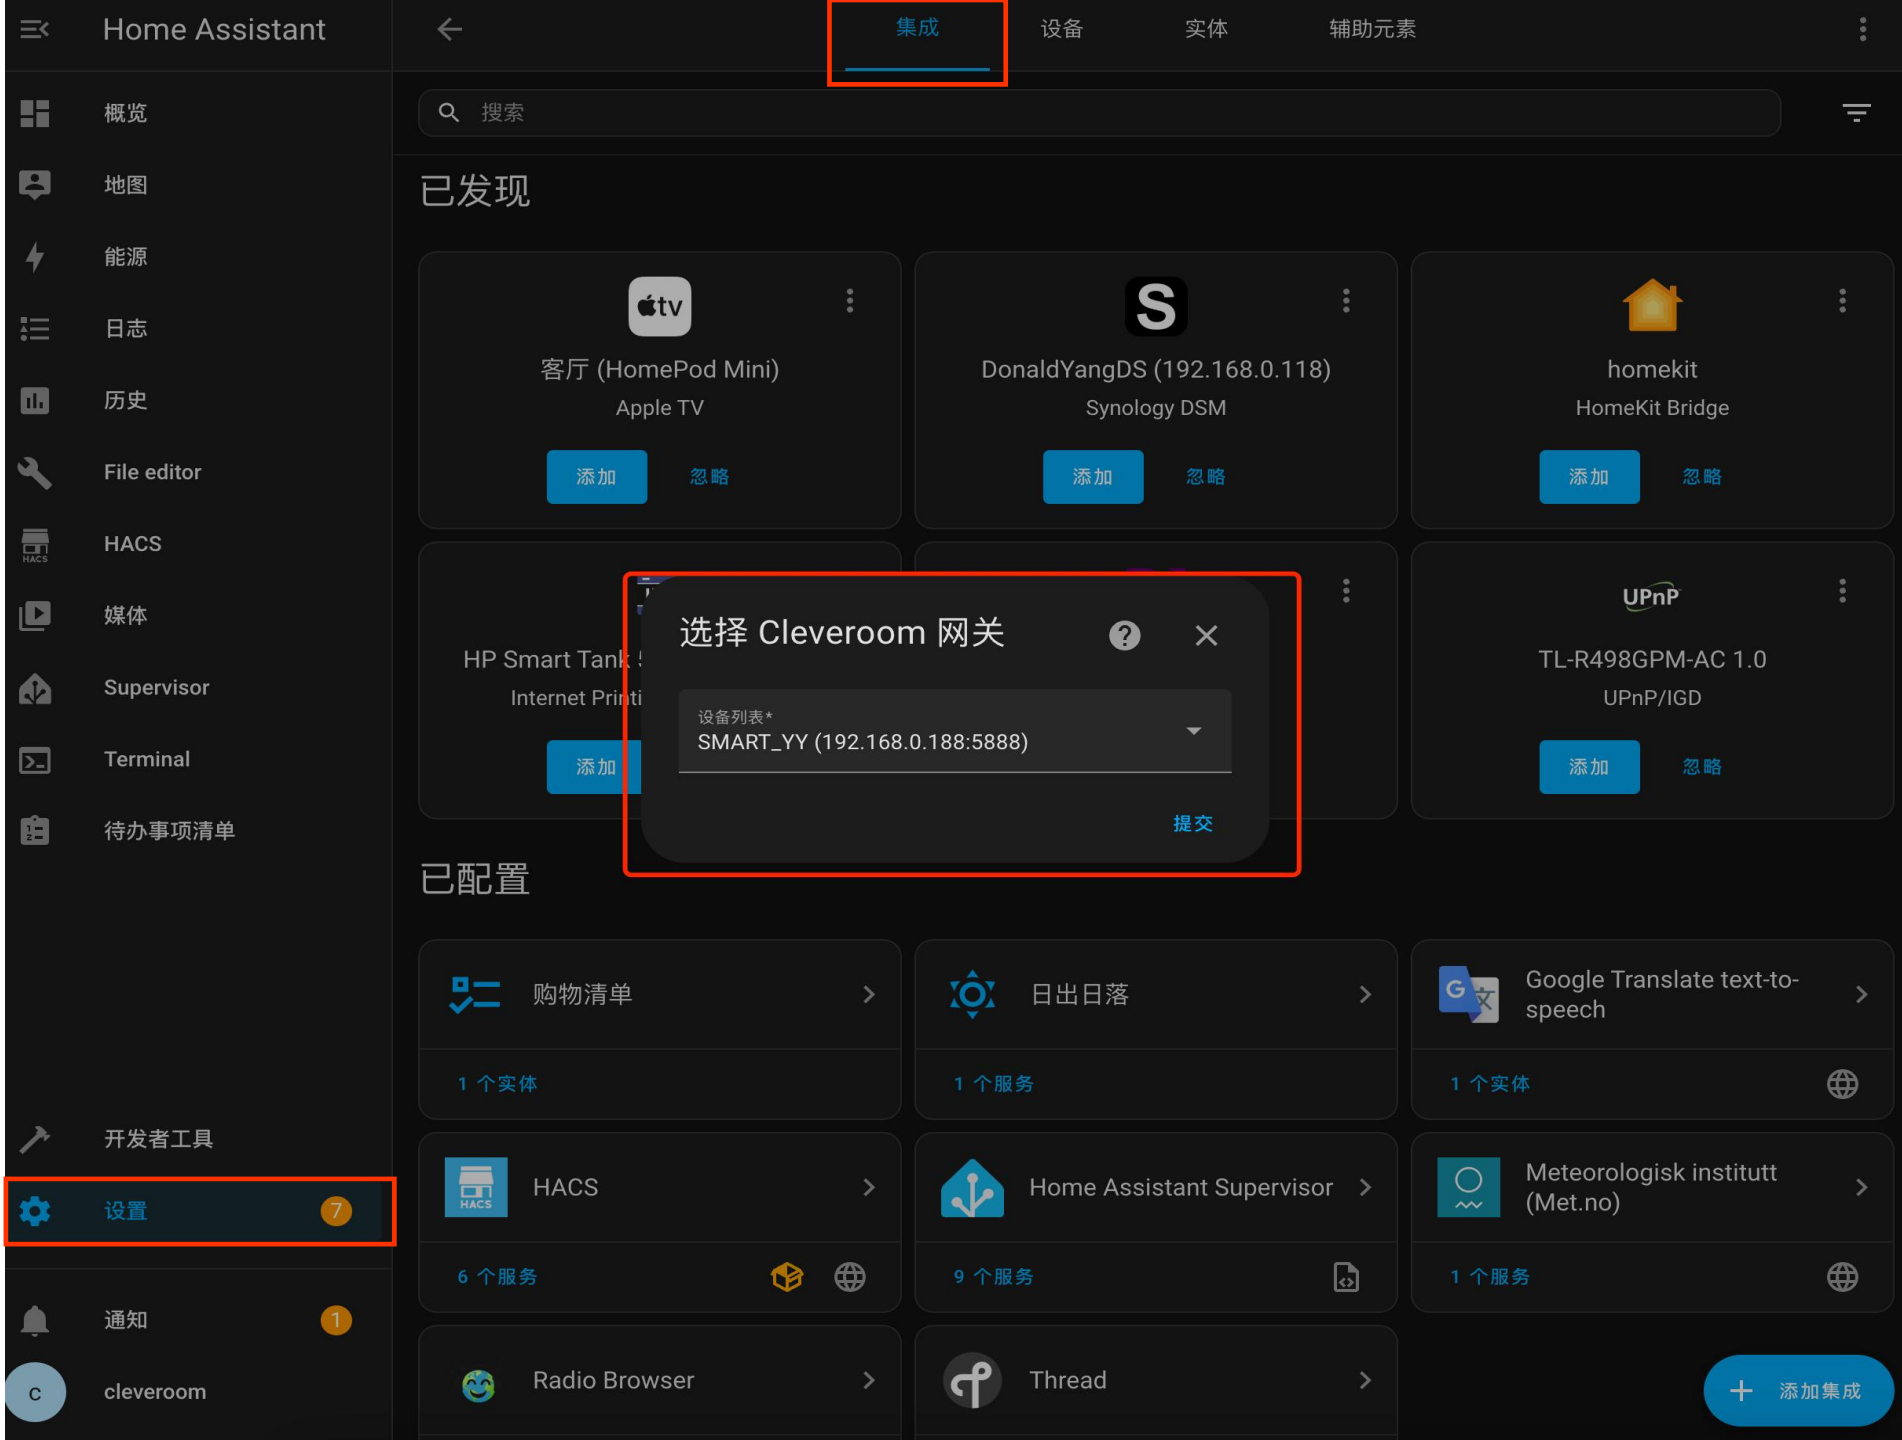 Home Assistant
集成
设备
实体
辅助元素
概览
搜索
地图
已发现
能源
日志
tv
S
客厅 (HomePod Mini)
DonaldYangDS (192.168.0.118)
homekit
Apple TV
Synology DSM
HomeKit Bridge
历史
File editor
添加
忽略
添加
忽略
添加
忽略
HACS
HACS
媒体
UPnP
选择 Cleveroom 网关
HP Smart Tank
TL-R498GPM-AC 1.0
Supervisor
Internet Printi
UPnP/IGD
设备列表*
SMART_YY (192.168.0.188:5888)
Terminal
添加
添加
忽略
提交
待办事项清单
已配置
购物清单
日出日落
Google Translate text-to-
speech
1 个实体
1 个服务
1 个实体
开发者工具
HACS
HACS
Home Assistant Supervisor
Meteorologisk institutt
(Met.no)
设置
7
6 个服务
9 个服务
1 个服务
通知
1
Radio Browser
Thread
c
cleveroom
添加集成